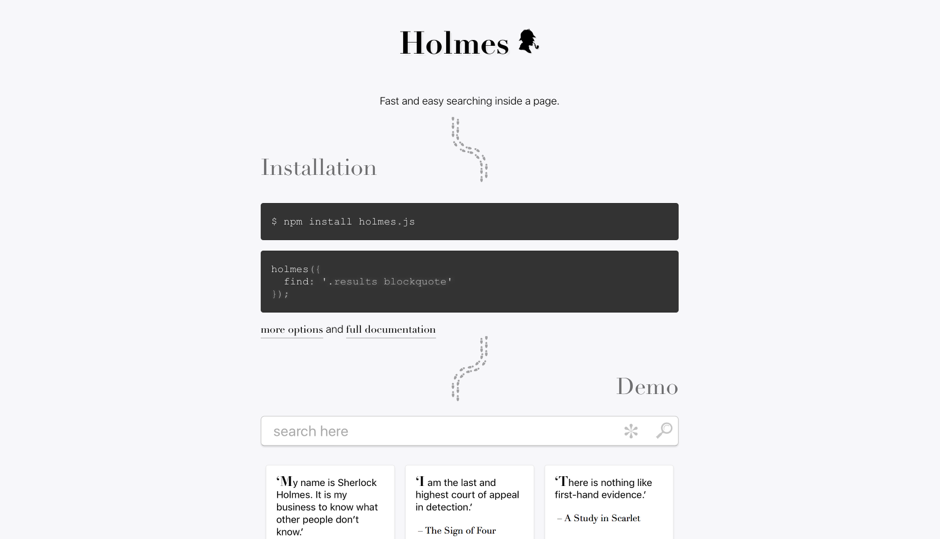 Holmes
Fast and easy searching inside a page.
Installation
$ npm install holmes.js
holmes({
find: '.results blockquote'
});
more options and full documentation
Demo
search here
‘My name is Sherlock
Holmes. It is my
business to know what
other people don’t
know.’
‘I am the last and
highest court of appeal
in detection.’
– The Sign of Four
‘There is nothing like
first-hand evidence.’
– A Study in Scarlet